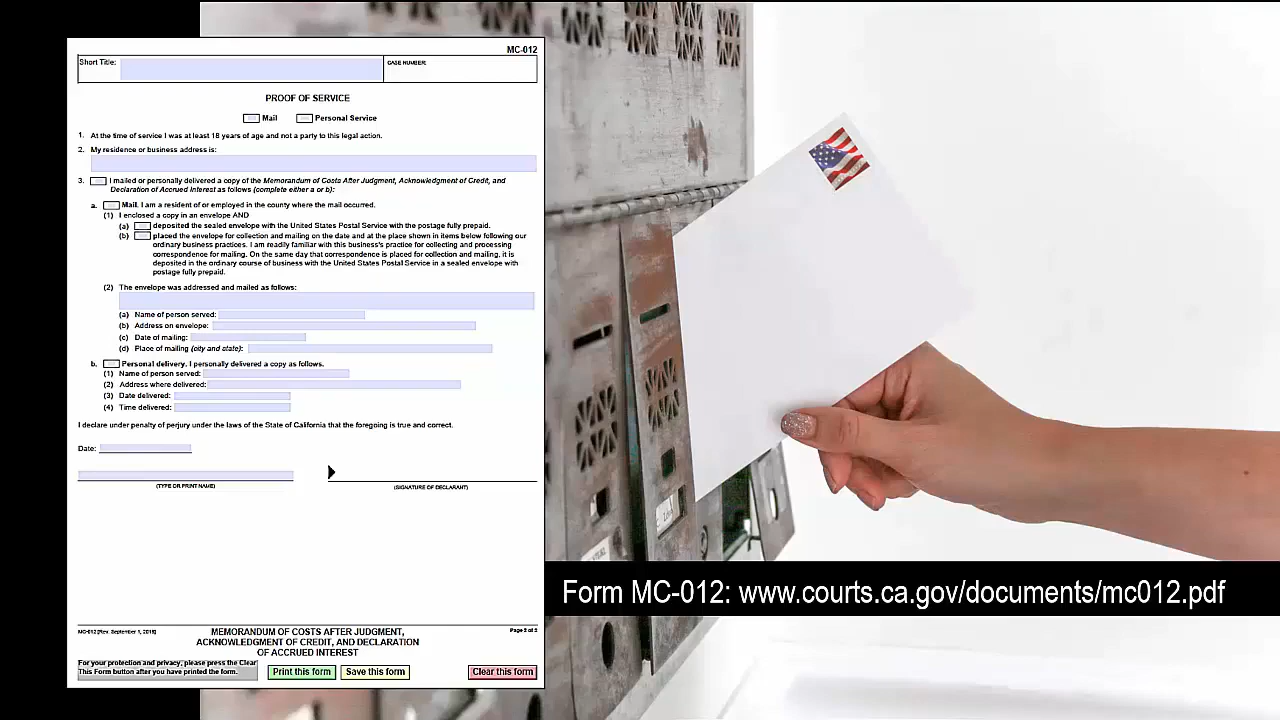 MC-012
Short Title:
CASE NUMBER:
PROOF OF SERVICE
Mail Personal Service
1. At the time of service I was at least 18 years of age and not a party to this legal action.
2. My residence or business address is:
3. I mailed or personally delivered a copy of the Memorandum of Costs After Judgment, Acknowledgment of Credit, and
Declaration of Accrued Interest as follows (complete either a or b):
a. Mail. I am a resident of or employed in the county where the mail occurred.
(1) I enclosed a copy in an envelope AND
(a) deposited the sealed envelope with the United States Postal Service with the postage fully prepaid.
(b) placed the envelope for collection and mailing on the date and at the place shown in items below following our
ordinary business practices. I am readily familiar with this business's practice for collecting and processing
correspondence for mailing. On the same day that correspondence is placed for collection and mailing, it is
deposited in the ordinary course of business with the United States Postal Service in a sealed envelope with
postage fully prepaid.
(2) The envelope was addressed and mailed as follows:
(a) Name of person served:
(b) Address on envelope:
(c) Date of mailing:
(d) Place of mailing (city and state):
b. Personal delivery. I personally delivered a copy as follows.
(1) Name of person served:
(2) Address where delivered:
(3) Date delivered:
(4) Time delivered:
I declare under penalty of perjury under the laws of the State of California that the foregoing is true and correct.
Date:
(TYPE OR PRINT NAME)
(SIGNATURE OF DECLARANT)
MC-012 [Rev. September 1, 2018]
MEMORANDUM OF COSTS AFTER JUDGMENT,
ACKNOWLEDGMENT OF CREDIT, AND DECLARATION
OF ACCRUED INTEREST
For your protection and privacy, please press the Clear
This Form button after you have printed the form.
Print this form
Save this form
Clear this form
Form MC-012: www.courts.ca.gov/documents/mc012.pdf